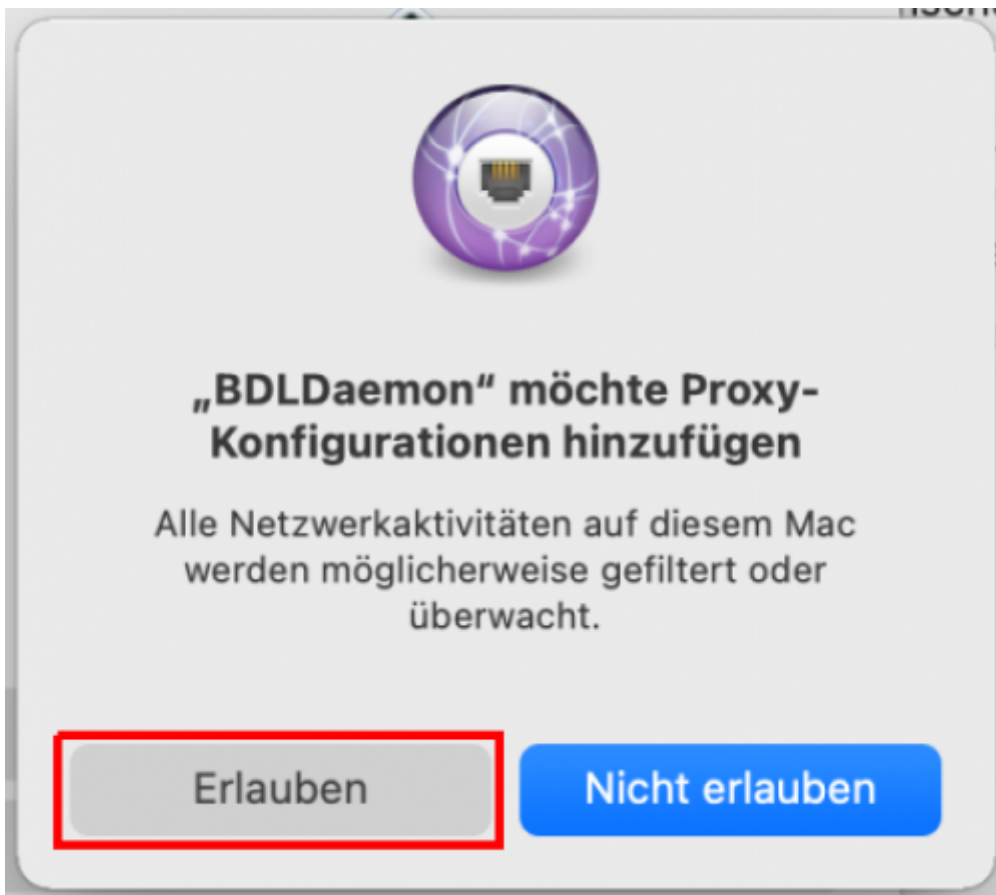 „BDLDaemon“ möchte Proxy-
Konfigurationen hinzufügen
Alle Netzwerkaktivitäten auf diesem Mac
werden möglicherweise gefiltert oder
überwacht.
Erlauben
Nicht erlauben